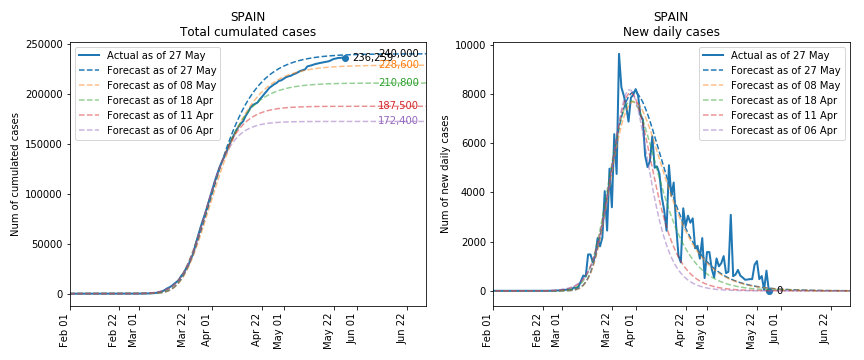 SPAIN
Total cumulated cases
Num of cumulated cases
250000
200000
150000
100000
50000
0
Actual as of 27 May
Forecast as of 27 May
Forecast as of 08 May
Forecast as of 18 Apr
Forecast as of 11 Apr
Forecast as of 06 Apr
236,259
240,000
228,600
210,800
187,500
172,400
Feb 01
Feb 22
Mar 01
Mar 22
Apr 01
Apr 22
May 01
May 22
Jun 01
Jun 22
SPAIN
New daily cases
Num of new daily cases
10000
8000
6000
4000
2000
0
Actual as of 27 May
Forecast as of 27 May
Forecast as of 08 May
Forecast as of 18 Apr
Forecast as of 11 Apr
Forecast as of 06 Apr
0
Feb 01
Feb 22
Mar 01
Mar 22
Apr 01
Apr 22
May 01
May 22
Jun 01
Jun 22